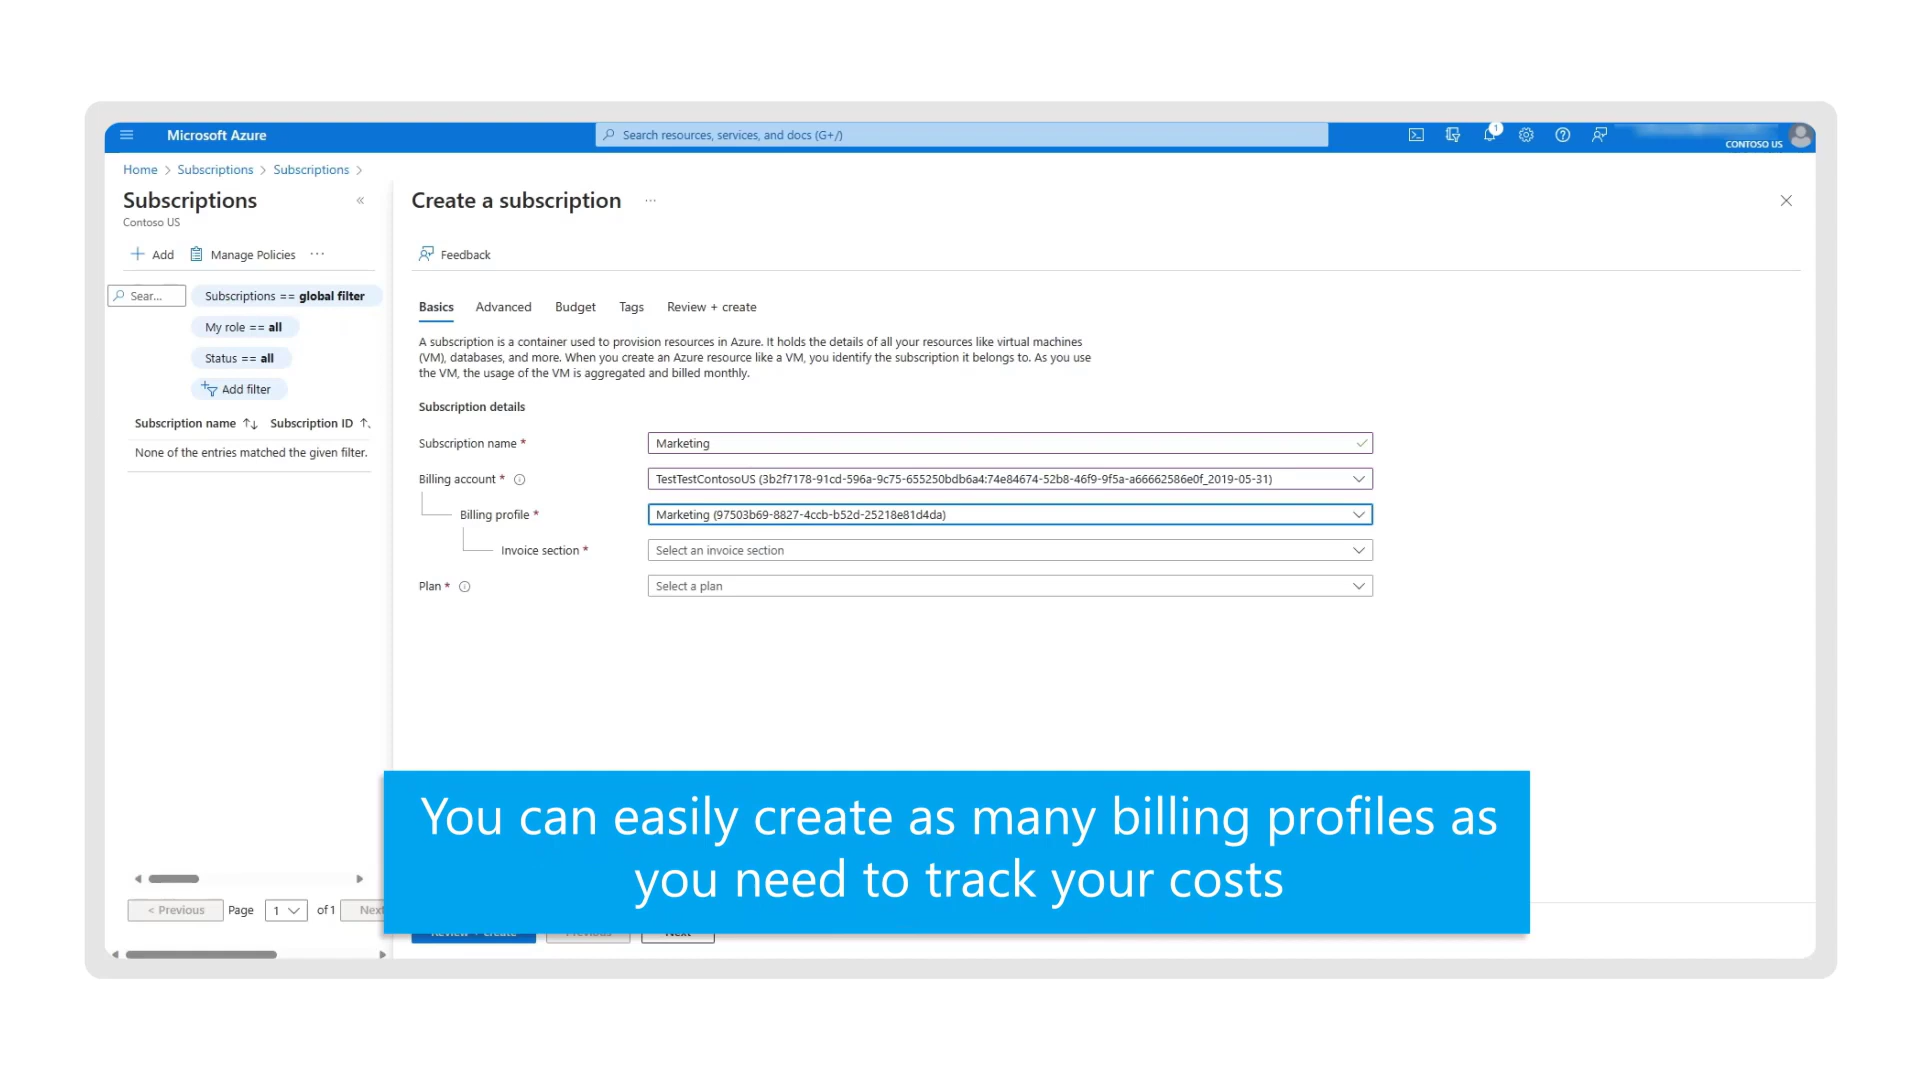 Microsoft Azure
Search resources, services, and docs (G+/)
1
CONTOSO US
Home > Subscriptions > Subscriptions >
Subscriptions
«
Contoso US
Add Manage Policies ...
Sear...
Subscriptions == global filter
My role == all
Status == all
Add filter
Subscription name ↑↓ Subscription ID ↑
None of the entries matched the given filter.
< Previous Page 1 of 1 Next
Create a subscription ...
Feedback
Basics Advanced Budget Tags Review + create
A subscription is a container used to provision resources in Azure. It holds the details of all your resources like virtual machines
(VM), databases, and more. When you create an Azure resource like a VM, you identify the subscription it belongs to. As you use
the VM, the usage of the VM is aggregated and billed monthly.
Subscription details
Subscription name * Marketing
Billing account * TestTestContosoUS (3b2f7178-91cd-596a-9c75-655250bdb6a4:74e84674-52b8-46f9-9f5a-a66662586e0f_2019-05-31)
Billing profile * Marketing (97503b69-8827-4ccb-b52d-25218e81d4da)
Invoice section * Select an invoice section
Plan * Select a plan
You can easily create as many billing profiles as
you need to track your costs
Review + create Previous Next